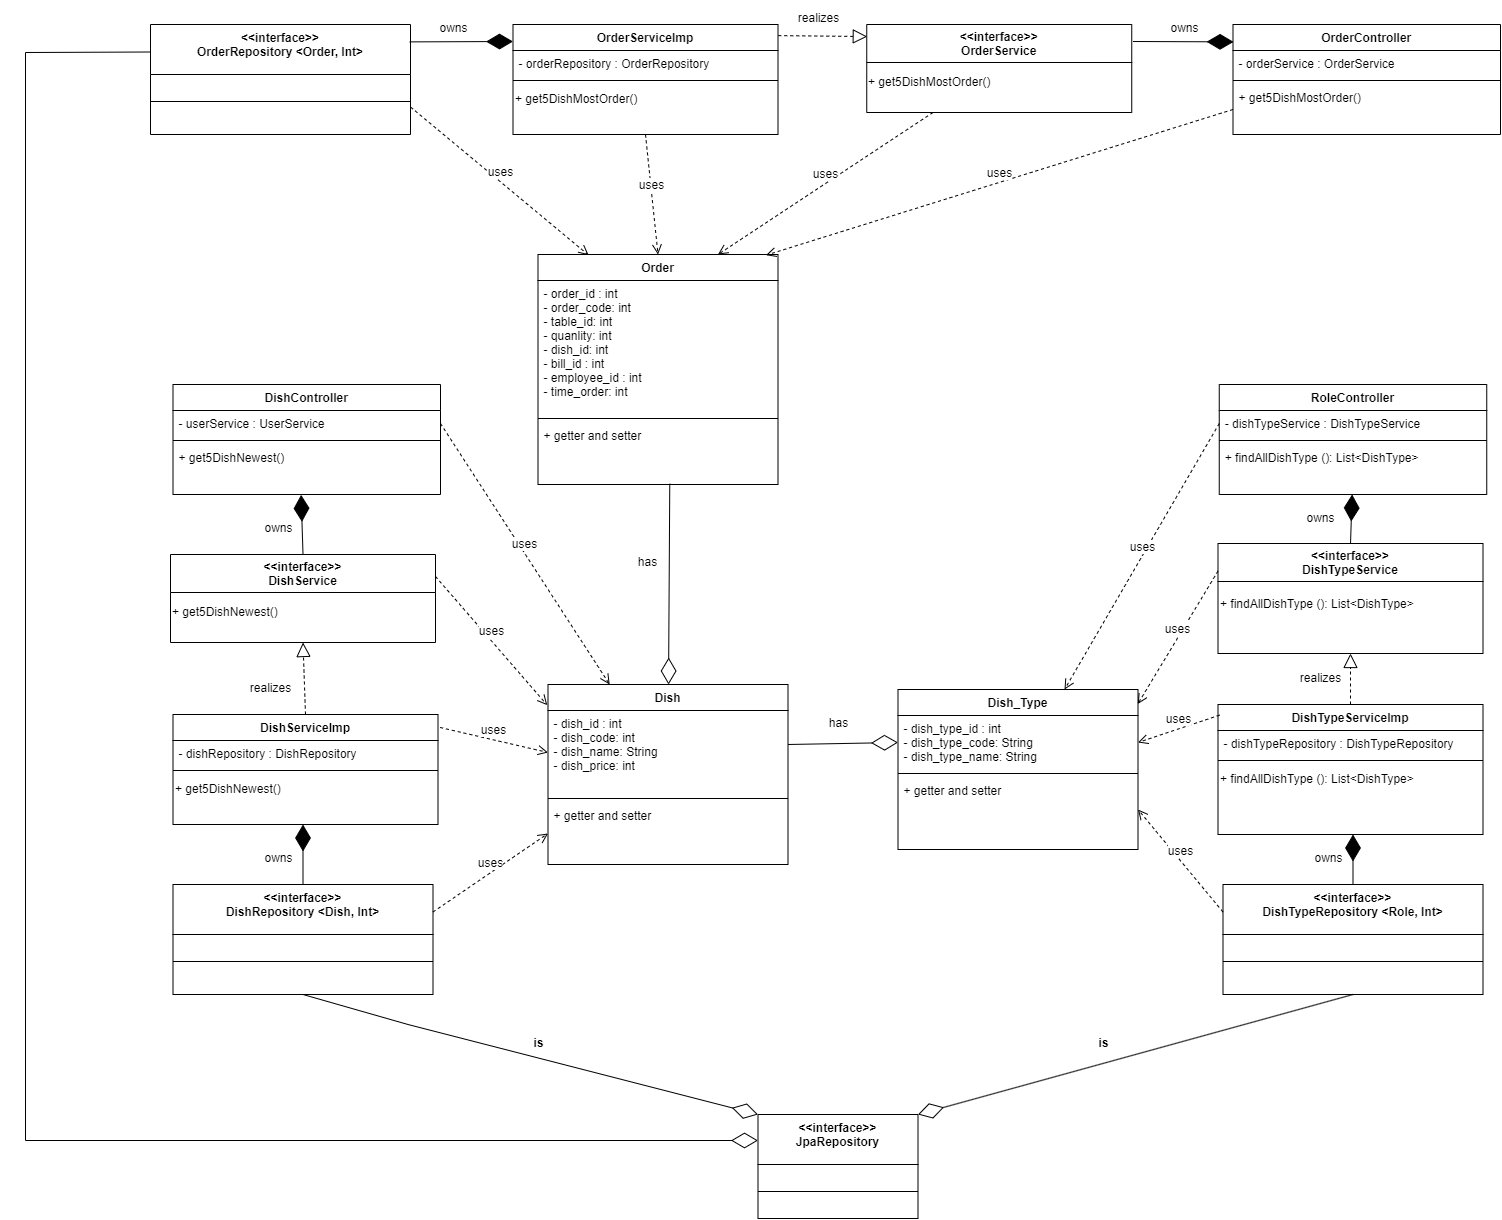 <<interface>>
OrderRepository <Order, Int>
owns
OrderServiceImp
- orderRepository : OrderRepository
+ get5DishMostOrder()
realizes
<<interface>>
OrderService
+ get5DishMostOrder()
owns
OrderController
- orderService : OrderService
+ get5DishMostOrder()
uses
uses
uses
uses
Order
- order_id : int
- order_code: int
- table_id: int
- quanlity: int
- dish_id: int
- bill_id : int
- employee_id : int
- time_order: int
+ getter and setter
DishController
- userService : UserService
+ get5DishNewest()
owns
<<interface>>
DishService
+ get5DishNewest()
realizes
DishServiceImp
- dishRepository : DishRepository
+ get5DishNewest()
owns
<<interface>>
DishRepository <Dish, Int>
uses
uses
uses
uses
has
Dish
- dish_id : int
- dish_code: int
- dish_name: String
- dish_price: int
+ getter and setter
has
Dish_Type
- dish_type_id : int
- dish_type_code: String
- dish_type_name: String
+ getter and setter
uses
uses
uses
uses
RoleController
- dishTypeService : DishTypeService
+ findAllDishType (): List<DishType>
owns
<<interface>>
DishTypeService
+ findAllDishType (): List<DishType>
realizes
DishTypeServiceImp
- dishTypeRepository : DishTypeRepository
+ findAllDishType (): List<DishType>
owns
<<interface>>
DishTypeRepository <Role, Int>
is
is
<<interface>>
JpaRepository